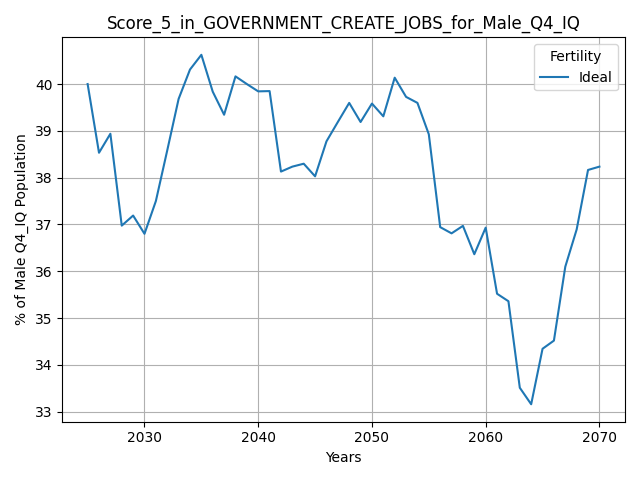 Score_5_in_GOVERNMENT_CREATE_JOBS_for_Male_Q4_IQ
Fertility
Ideal
% of Male Q4_IQ Population
40
39
38
37
36
35
34
33
2030 2040 2050 2060 2070
Years